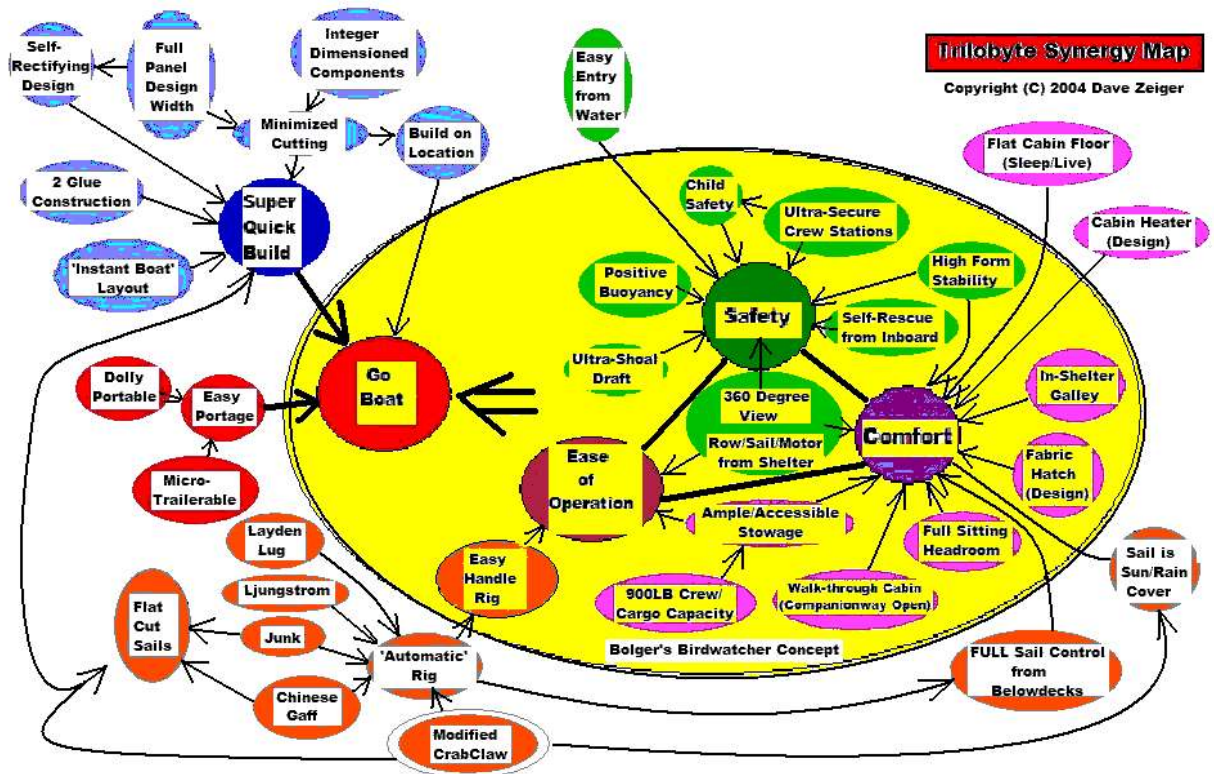 Trilobyte Synergy Map
Copyright (C) 2004 Dave Zeiger
Self-
Rectifying
Design
Full
Panel
Design
Width
Integer
Dimensioned
Components
Minimized
Cutting
Build on
Location
2 Glue
Construction
Super
Quick
Build
'Instant Boat'
Layout
Easy
Entry
from
Water
Child
Safety
Ultra-Secure
Crew Stations
Flat Cabin Floor
(Sleep/Live)
Cabin Heater
(Design)
Positive
Buoyancy
High Form
Stability
Safety
Self-Rescue
from Inboard
Ultra-Shoal
Draft
Go
Boat
Dolly
Portable
Easy
Portage
Micro-
Trailerable
360 Degree
View
Row/Sail/Motor
from Shelter
In-Shelter
Galley
Comfort
Fabric
Hatch
(Design)
Ease
of
Operation
Ample/Accessible
Stowage
Full Sitting
Headroom
Sail is
Sun/Rain
Cover
Layden
Lug
Easy
Handle
Rig
900LB Crew/
Cargo Capacity
Walk-through Cabin
(Companionway Open)
Flat
Cut
Sails
Ljungstrom
Junk
'Automatic'
Rig
Bolger's Birdwatcher Concept
FULL Sail Control
from
Belowdecks
Chinese
Gaff
Modified
CrabClaw